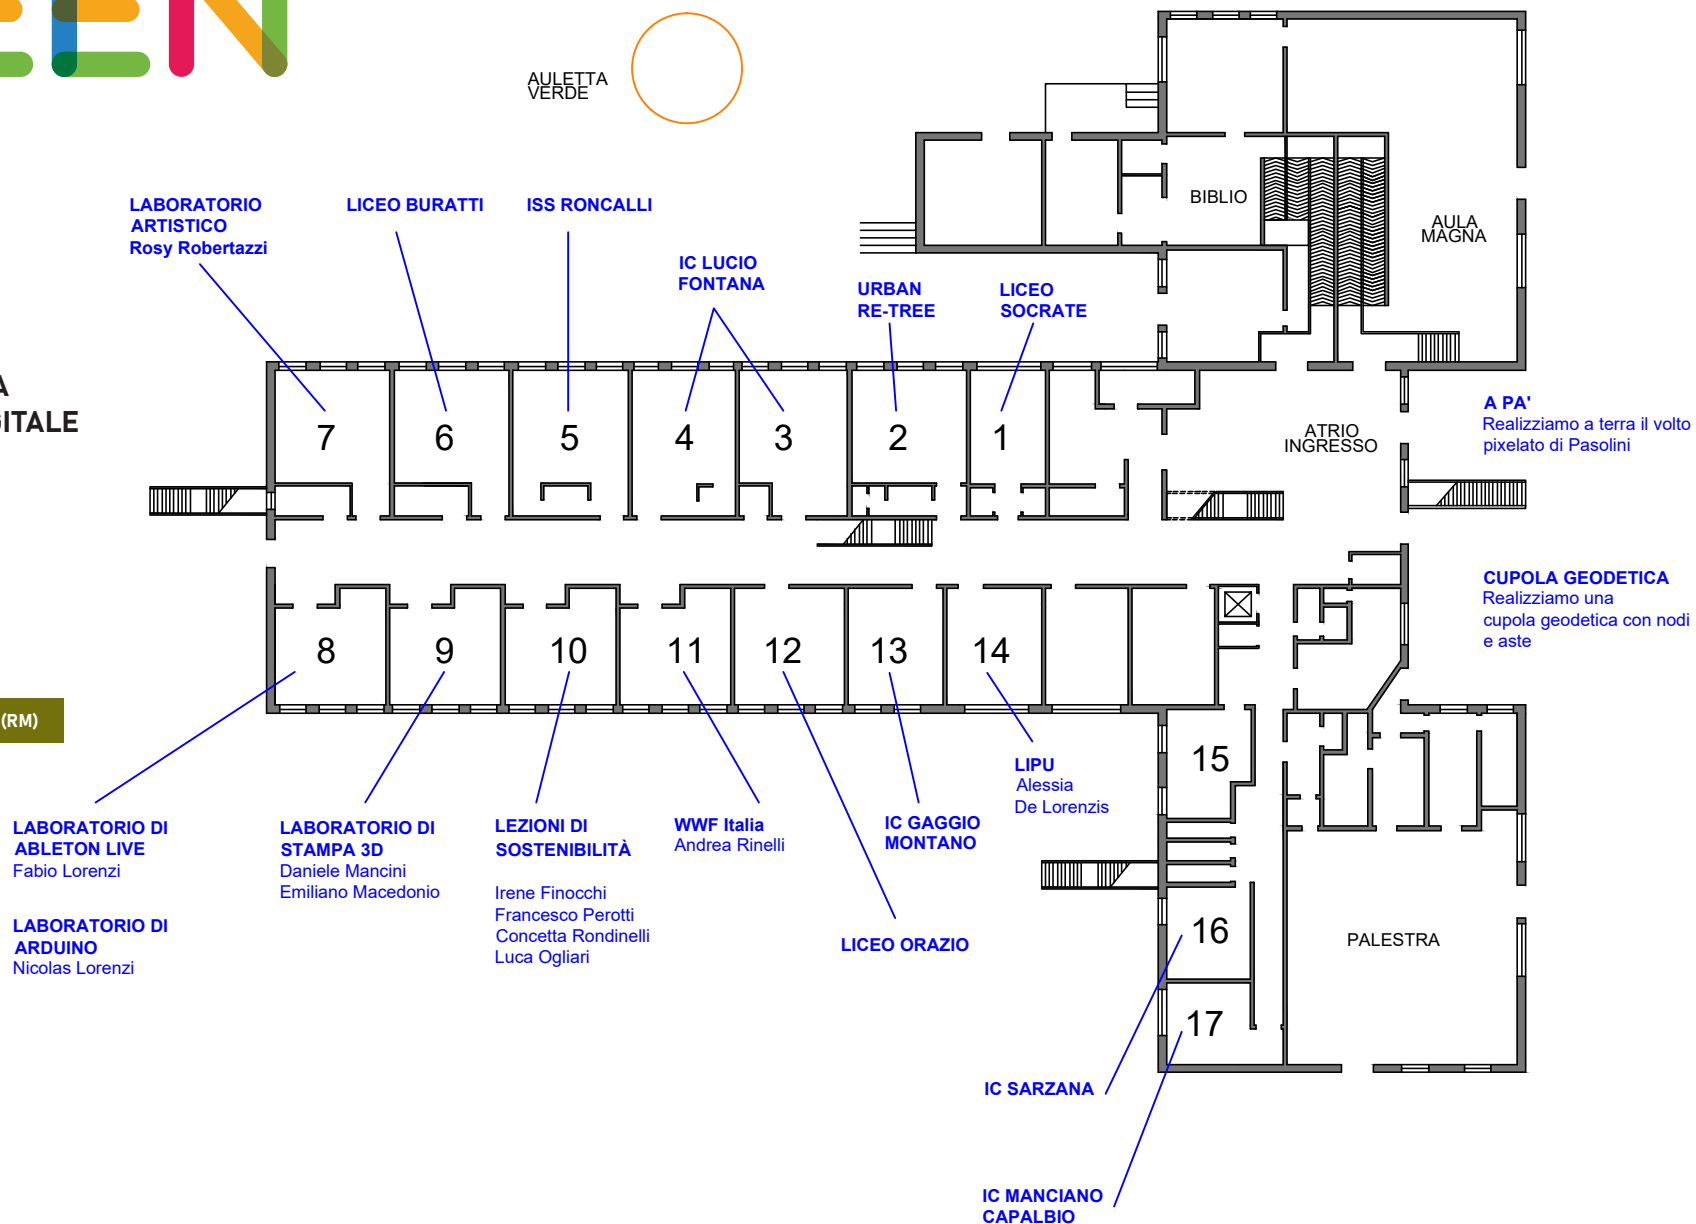 EEN
AULETTA
VERDE
BIBLIO
AULA
MAGNA
LABORATORIO
ARTISTICO
Rosy Robertazzi
LICEO BURATTI
ISS RONCALLI
IC LUCIO
FONTANA
URBAN
RE-TREE
LICEO
SOCRATE
A
GITALE
7
6
5
4
3
2
1
ATRIO
INGRESSO
A PA'
Realizziamo a terra il volto
pixelato di Pasolini
CUPOLA GEODETICA
Realizziamo una
cupola geodetica con nodi
e aste
8
9
10
11
12
13
14
(RM)
15
LABORATORIO DI
ABLETON LIVE
Fabio Lorenzi
LABORATORIO DI
ARDUINO
Nicolas Lorenzi
LABORATORIO DI
STAMPA 3D
Daniele Mancini
Emiliano Macedonio
LEZIONI DI
SOSTENIBILITÀ
Irene Finocchi
Francesco Perotti
Concetta Rondinelli
Luca Ogliari
WWF Italia
Andrea Rinelli
LICEO ORAZIO
IC GAGGIO
MONTANO
LIPU
Alessia
De Lorenzis
16
PALESTRA
17
IC SARZANA
IC MANCIANO
CAPALBIO